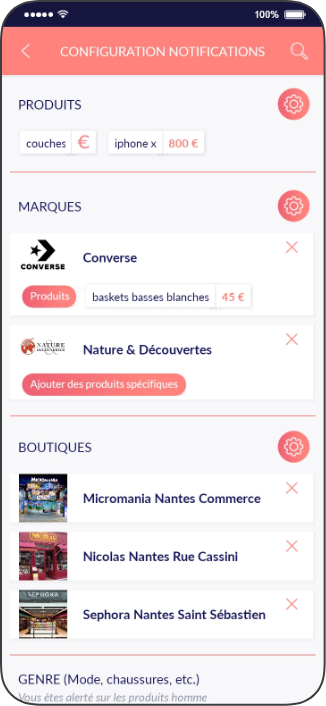 100%
CONFIGURATION NOTIFICATIONS
PRODUITS
couches €
iphone x 800 €
MARQUES
CONVERSE
Converse
Produits baskets basses blanches 45 €
NATURE
Nature & Découvertes
Ajouter des produits spécifiques
BOUTIQUES
MICROMANIA
Micromania Nantes Commerce
NICOLAS
Nicolas Nantes Rue Cassini
SEPHORA
Sephora Nantes Saint Sébastien
GENRE (Mode, chaussures, etc.)
Vous êtes alerté sur les produits homme